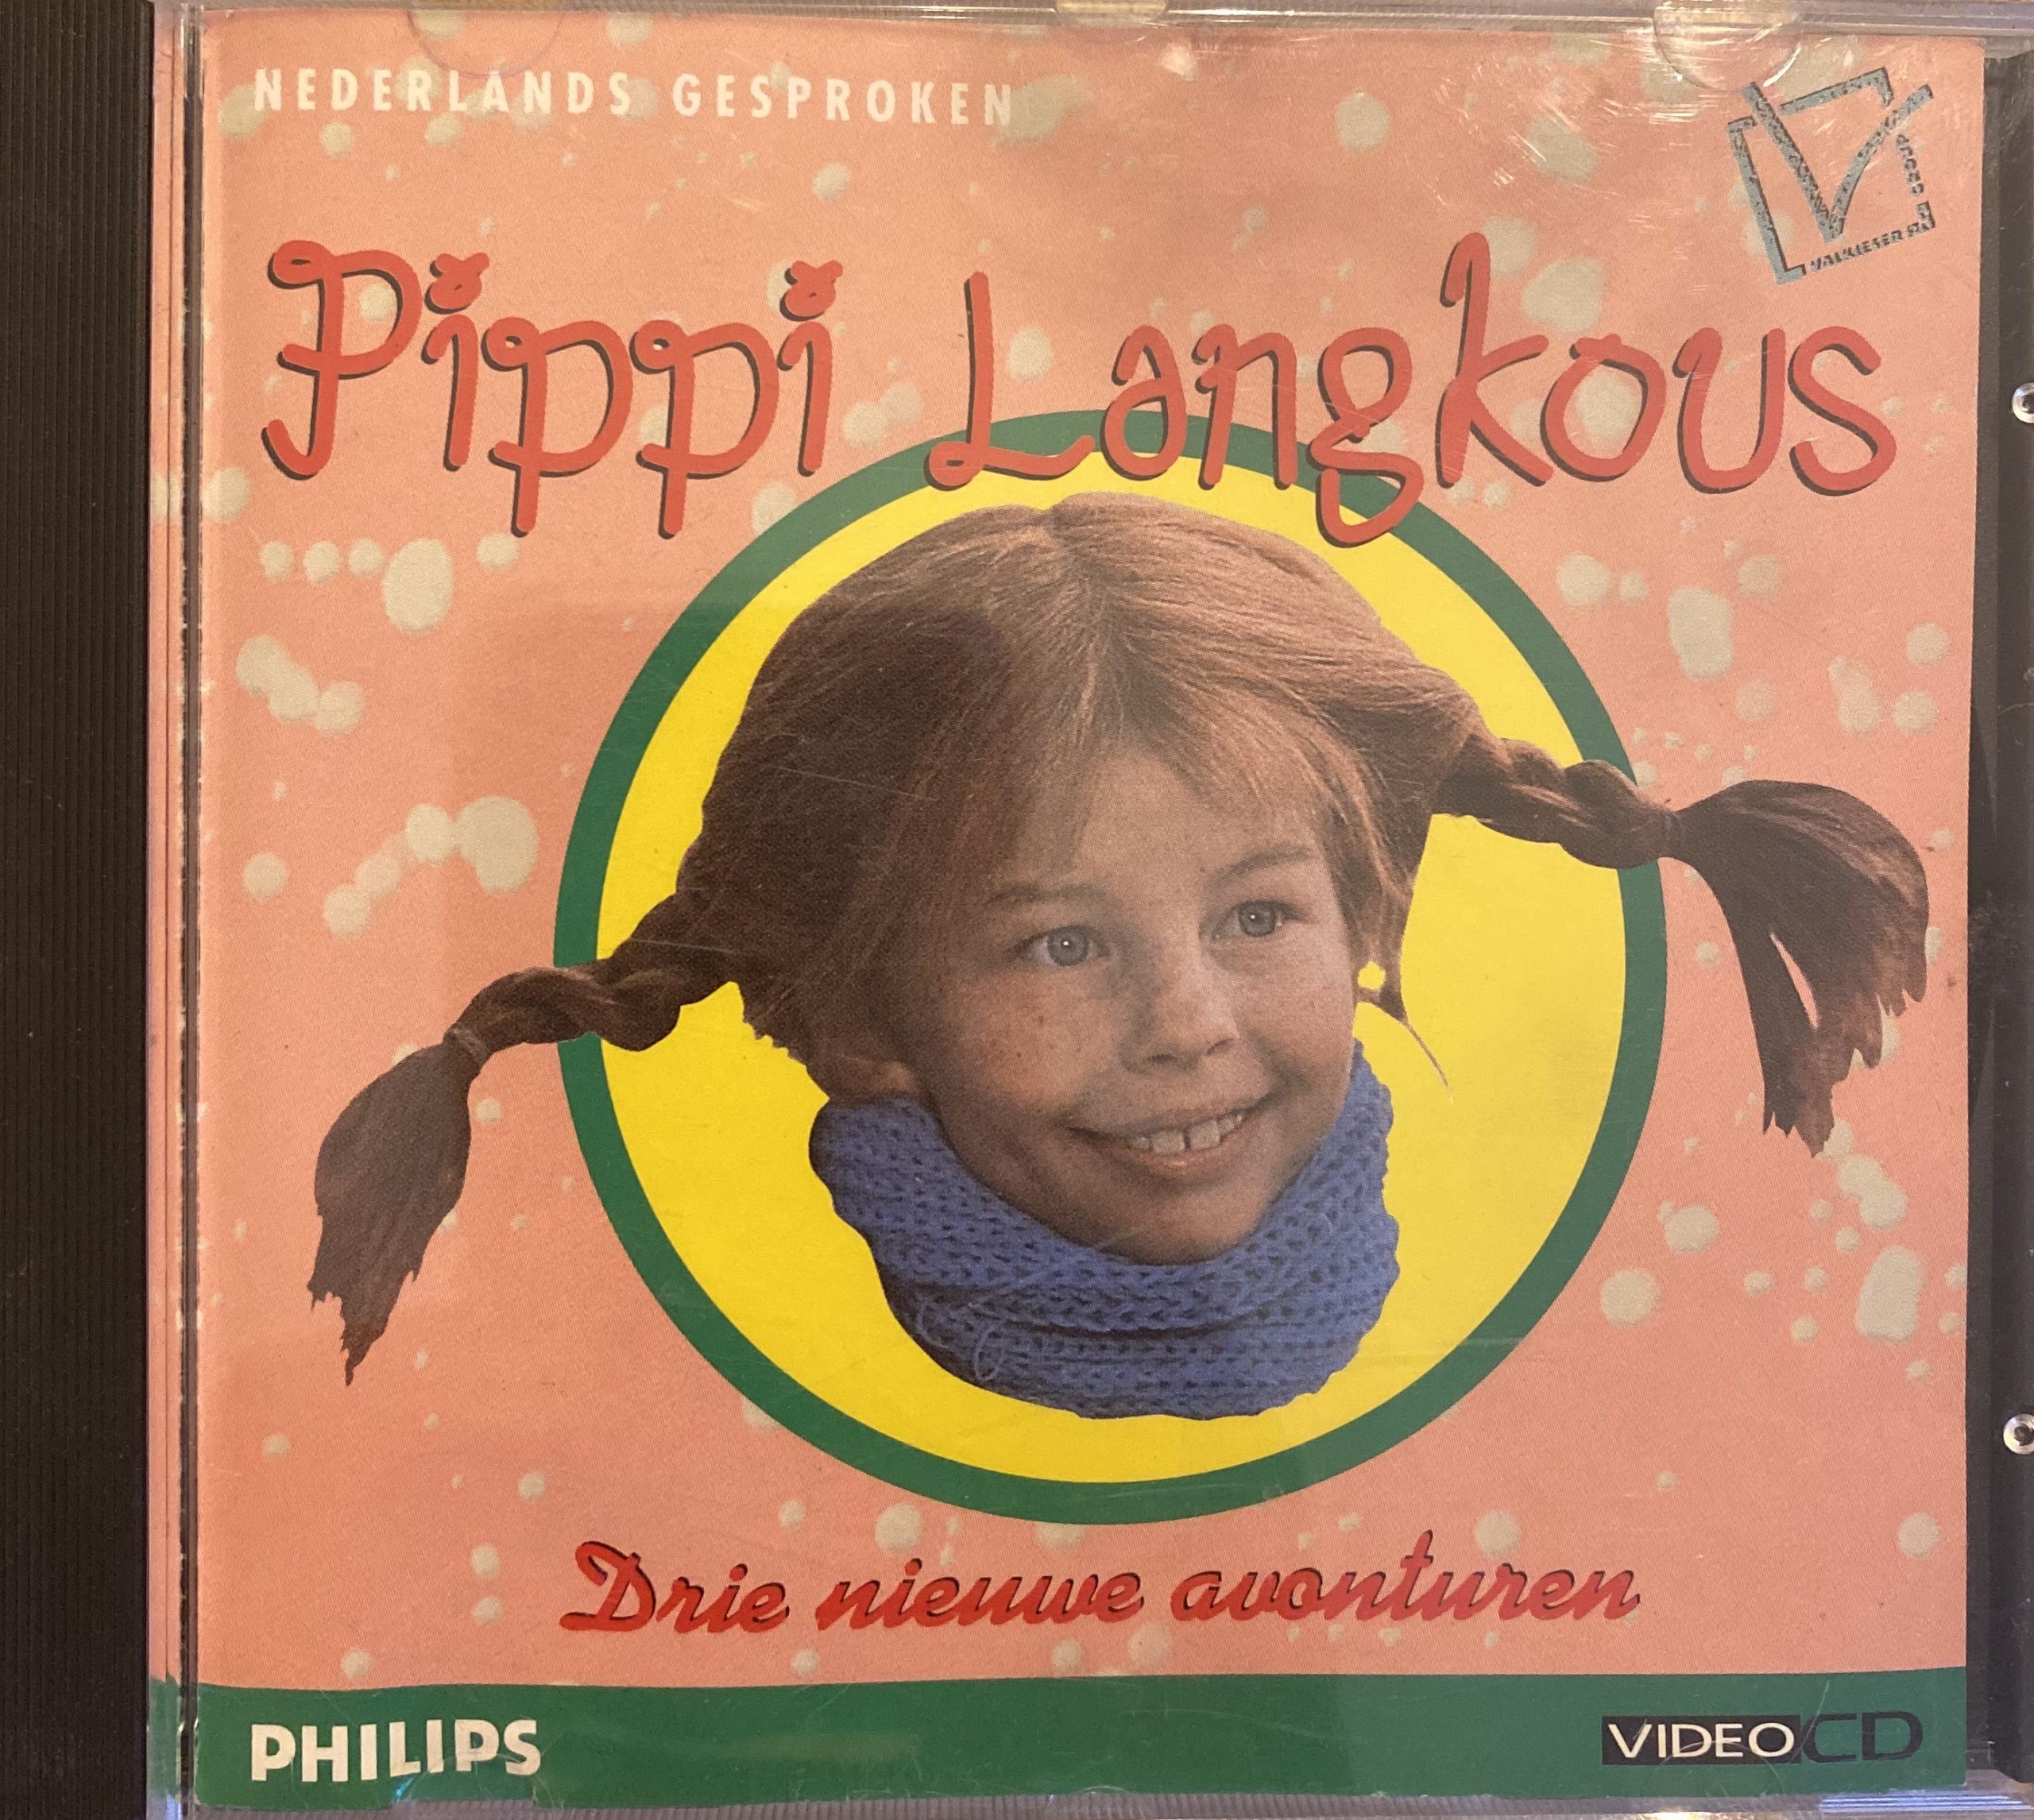 NEDERLANDS GESPROKEN
Pippi Langkous
Drie nieuwe avonturen
PHILIPS
VIDEO CD